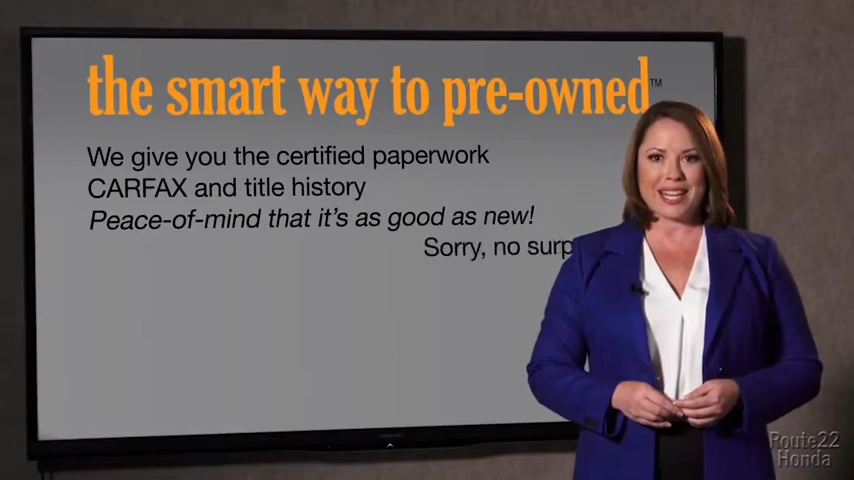 the smart way to pre-owned™
We give you the certified paperwork
CARFAX and title history
Peace-of-mind that it's as good as new!
Sorry, no
Route22
Honda